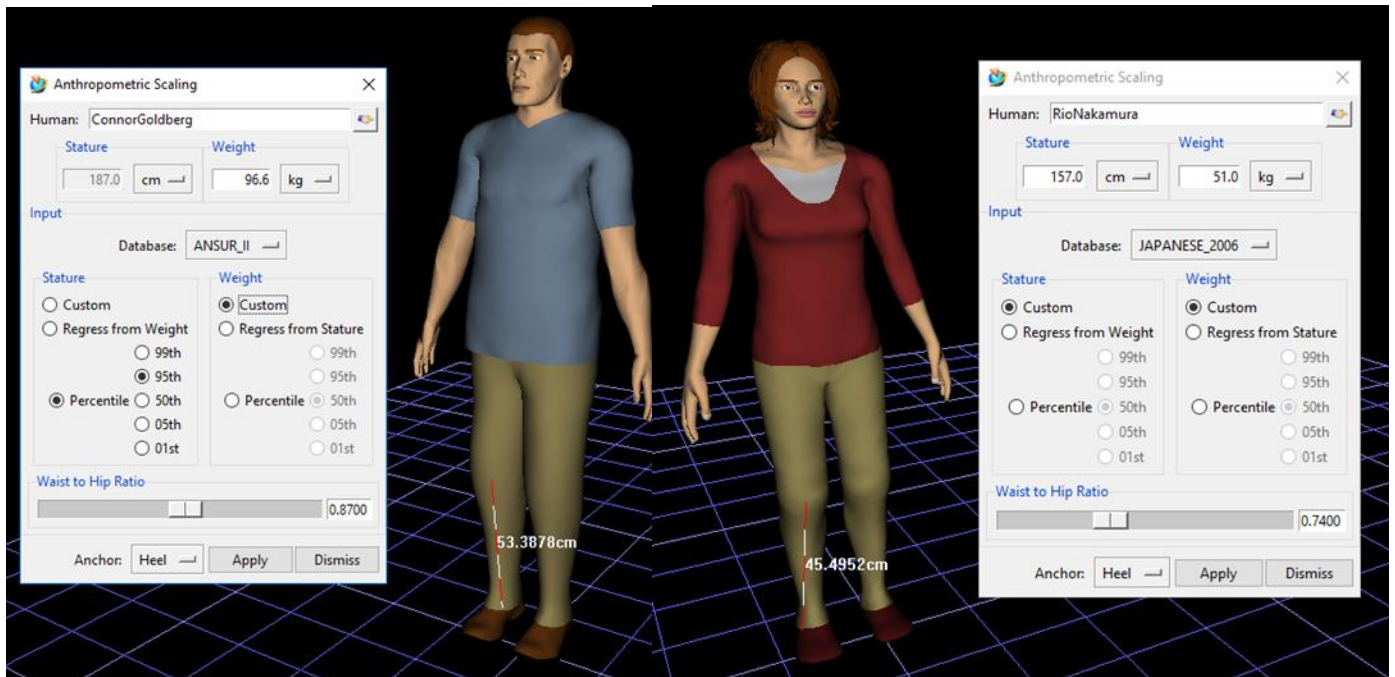 Anthropometric Scaling
Human: ConnorGoldberg
Stature Weight
187.0 cm 96.6 kg
Input
Database: ANSUR_II
Stature Weight
Custom Custom
Regress from Weight Regress from Stature
99th 99th
95th 95th
Percentile 50th Percentile 50th
05th 05th
01st 01st
Waist to Hip Ratio
0.8700
Anchor: Heel Apply Dismiss
53.3878cm
45.4952cm
Anthropometric Scaling
Human: RioNakamura
Stature Weight
157.0 cm 51.0 kg
Input
Database: JAPANESE_2006
Stature Weight
Custom Custom
Regress from Weight Regress from Stature
99th 99th
95th 95th
Percentile 50th Percentile 50th
05th 05th
01st 01st
Waist to Hip Ratio
0.7400
Anchor: Heel Apply Dismiss